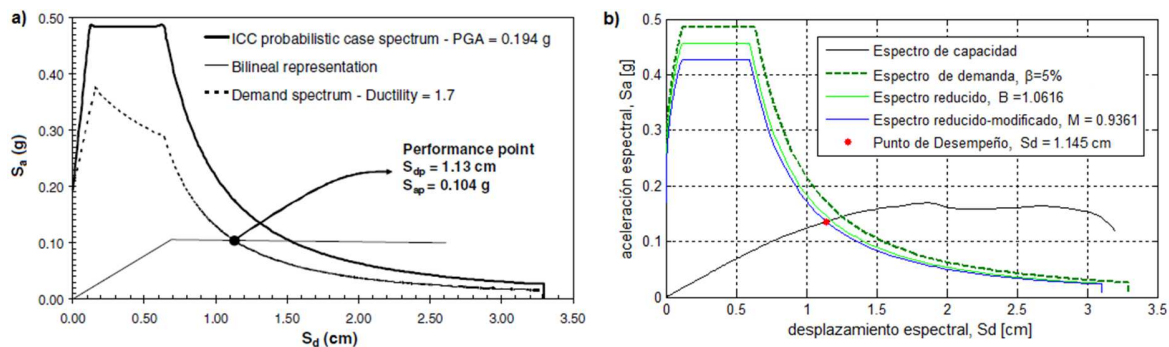 a)
0.50
0.40
0.30
0.20
0.10
0.00
Sa (g)
ICC probabilistic case spectrum - PGA = 0.194 g
Bilineal representation
Demand spectrum - Ductility = 1.7
Performance point
Sdp = 1.13 cm
Sap = 0.104 g
0.00 0.50 1.00 1.50 2.00 2.50 3.00 3.50
Sd (cm)
b)
0.5
0.4
0.3
0.2
0.1
0
aceleración espectral, Sa [g]
Espectro de capacidad
Espectro de demanda, β=5%
Espectro reducido, B =1.0616
Espectro reducido-modificado, M = 0.9361
Punto de Desempeño, Sd = 1.145 cm
0 0.5 1 1.5 2 2.5 3 3.5
desplazamiento espectral, Sd [cm]